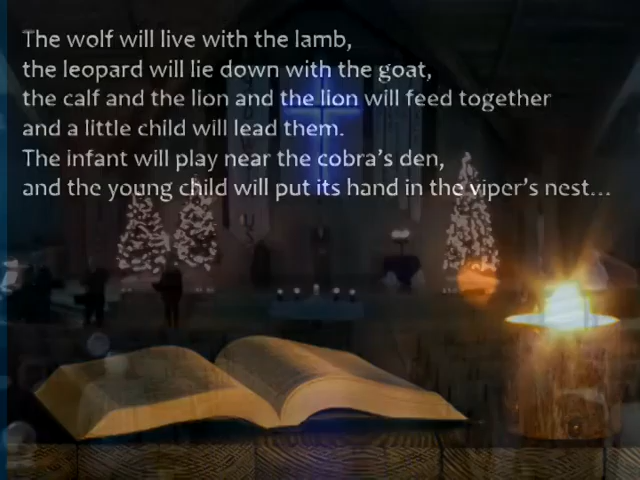 The wolf will live with the lamb,
the leopard will lie down with the goat,
the calf and the lion and the lion will feed together
and a little child will lead them.
The infant will play near the cobra’s den,
and the young child will put its hand in the viper’s nest…